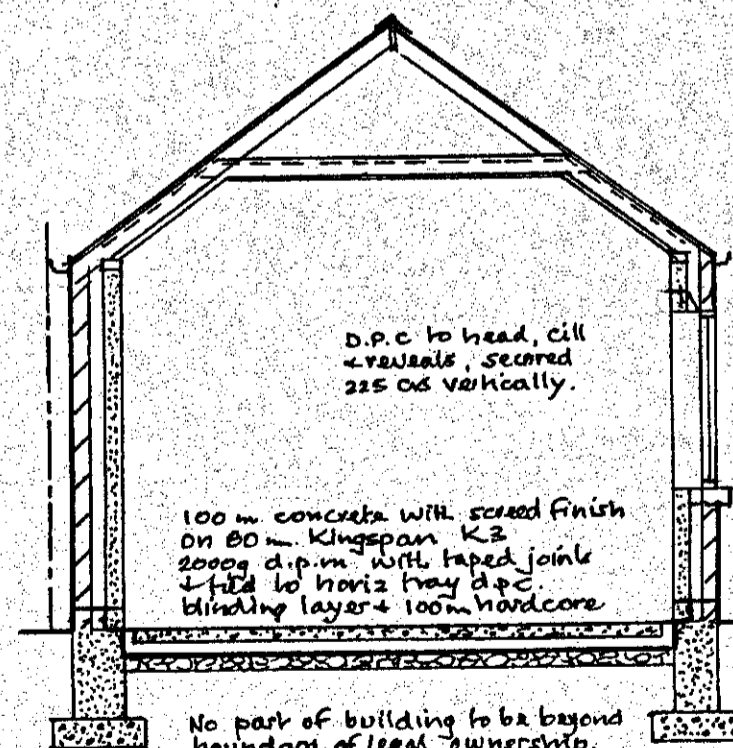 D.P.C to head, cill
+ reveals, secured
225 c/s vertically.
100 m. concrete with screed finish
on 80 m. Kingspan K3
2000g d.p.m with taped joints
+ tied to horiz tray dpc.
blinding layer + 100m hardcore
No part of building to be beyond
boundary of legal ownership.